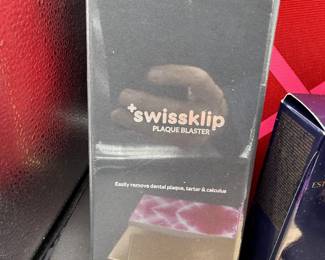 swissklip
PLAQUE BLASTER
Easily remove dental plaque, tartar & calculus